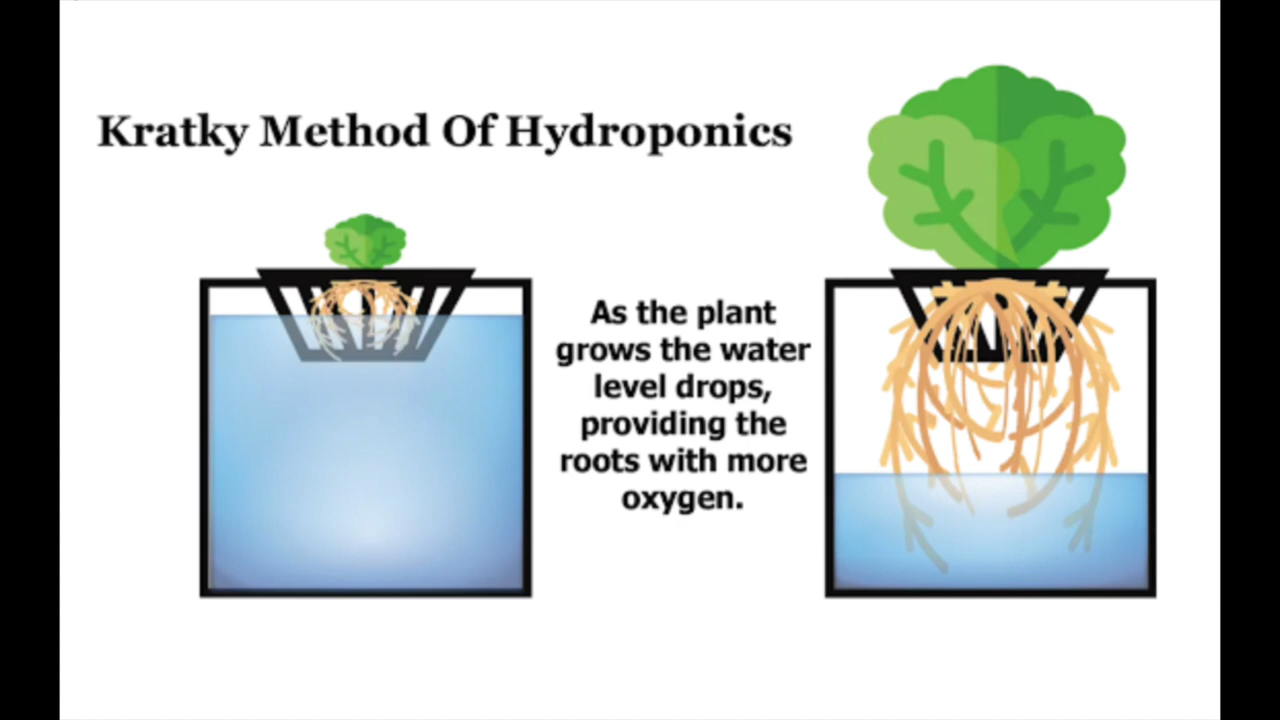 Kratky Method Of Hydroponics
As the plant
grows the water
level drops,
providing the
roots with more
oxygen.